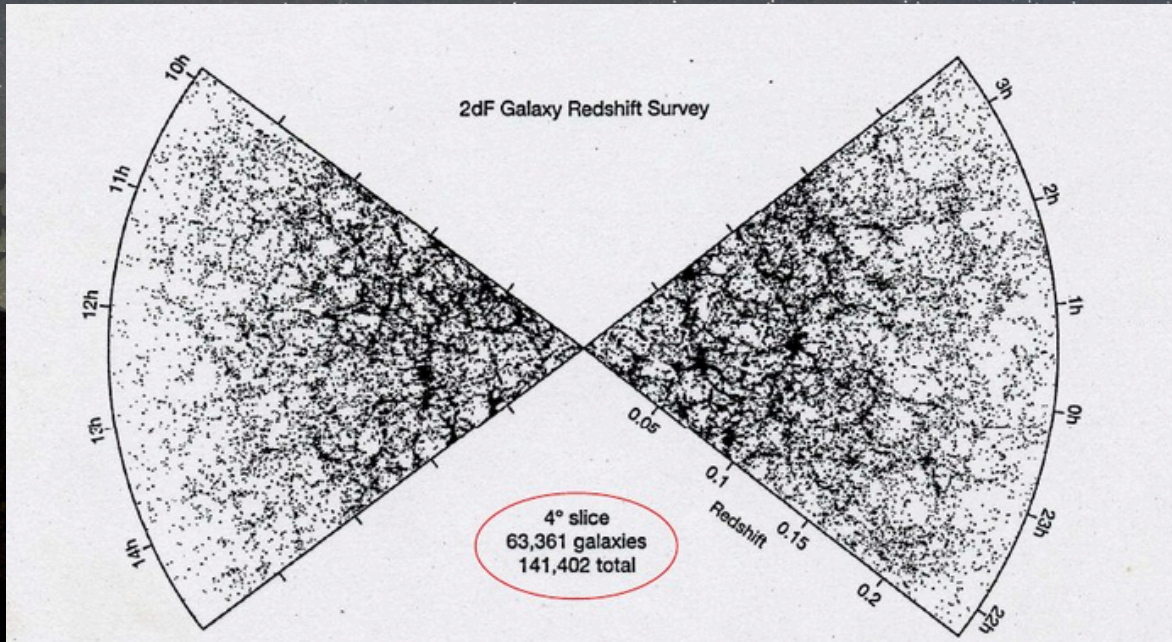 2dF Galaxy Redshift Survey
10h
11h
12h
13h
14h
3h
2h
1h
0h
23h
22h
0.05
0.1
0.15
0.2
Redshift
4° slice
63,361 galaxies
141,402 total